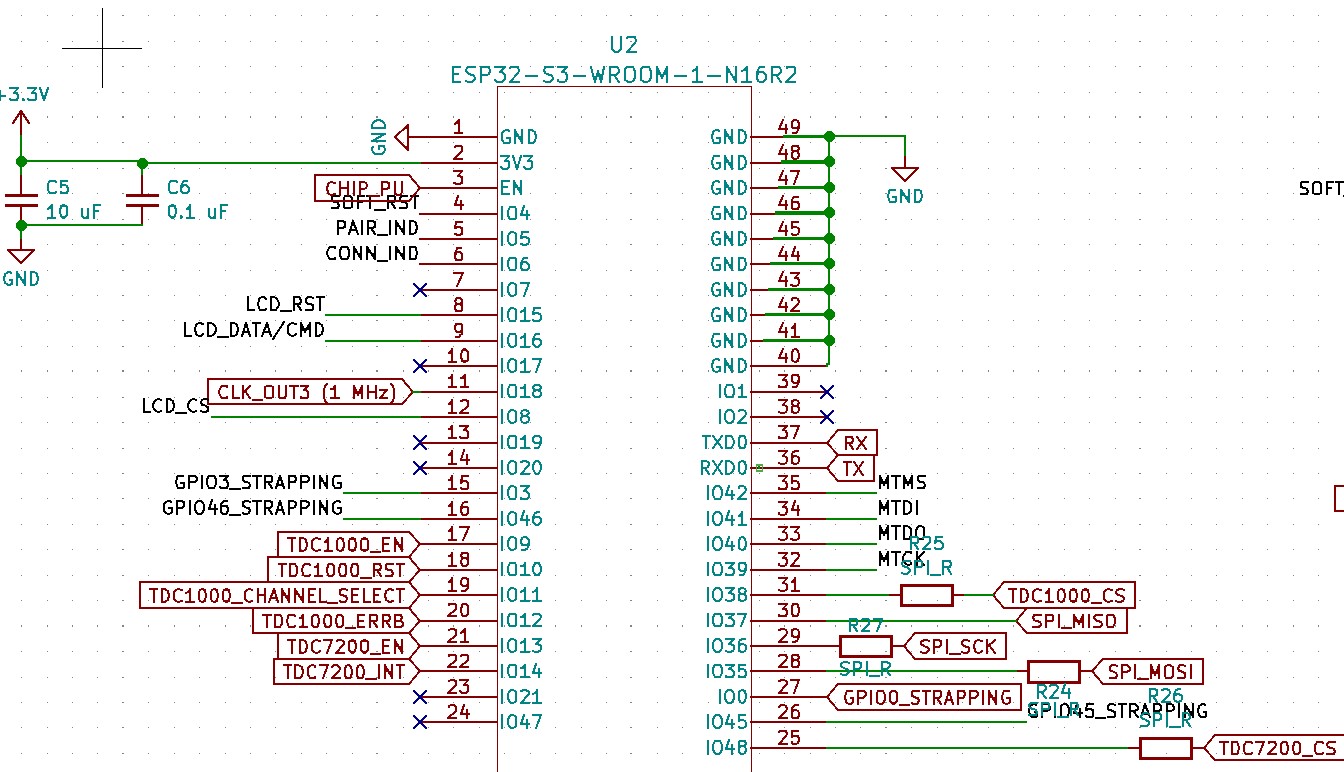 U2
ESP32-S3-WROOM-1-N16R2
+3.3V
C5
10 uF
C6
0.1 uF
GND
GND
1 GND
2 3V3
CHIP_PU 3 EN
SOFT_RST 4 IO4
PAIR_IND 5 IO5
CONN_IND 6 IO6
7 IO7
LCD_RST 8 IO15
LCD_DATA/CMD 9 IO16
10 IO17
CLK_OUT3 (1 MHz) 11 IO18
LCD_CS 12 IO8
13 IO19
14 IO20
GPIO3_STRAPPING 15 IO3
GPIO46_STRAPPING 16 IO46
TDC1000_EN 17 IO9
TDC1000_RST 18 IO10
TDC1000_CHANNEL_SELECT 19 IO11
TDC1000_ERRB 20 IO12
TDC7200_EN 21 IO13
TDC7200_INT 22 IO14
23 IO21
24 IO47
GND 49
GND 48
GND 47
GND 46
GND 45
GND 44
GND 43
GND 42
GND 41
GND 40
GND
IO1 39
IO2 38
TXD0 37 RX
RXD0 36 TX
IO42 35 MTMS
IO41 34 MTDI
IO40 33 MTDO
IO39 32 MTCK
R25
SPI_R
IO38 31 TDC1000_CS
IO37 30 SPI_MISO
R27
IO36 29 SPI_SCK
SPI_R
IO35 28 SPI_MOSI
R24
SPI_R
IO0 27 GPIO0_STRAPPING
IO45 26 GPIO45_STRAPPING
R26
SPI_R
IO48 25 TDC7200_CS